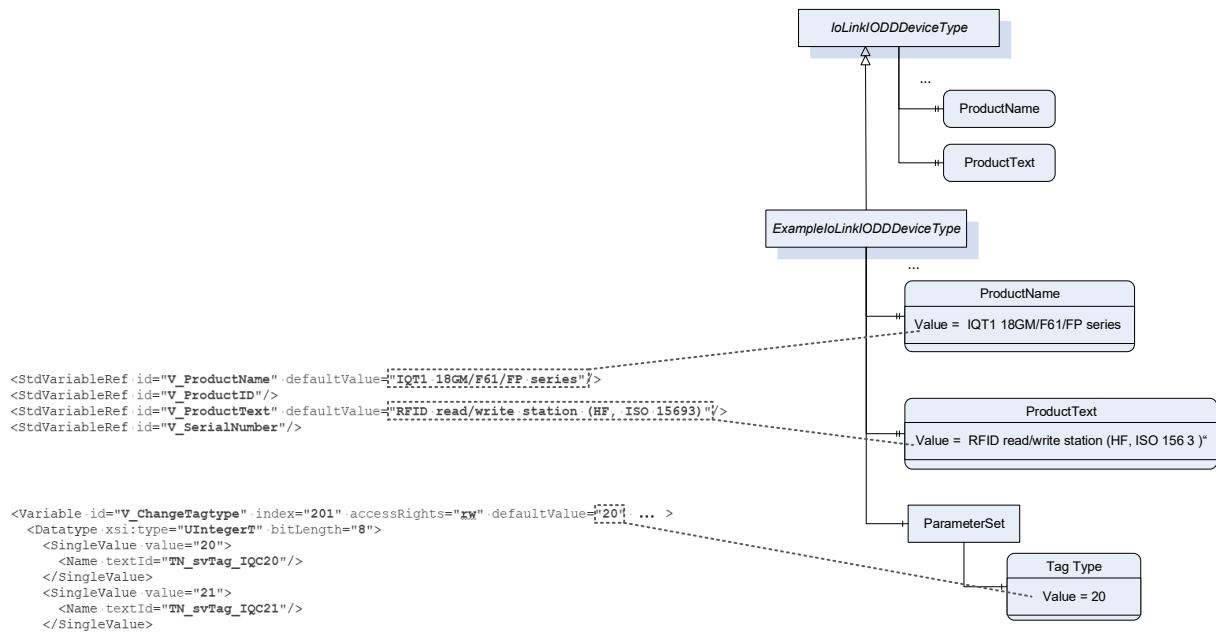 IoLinkIODDDeviceType
...
ProductName
ProductText
ExampleIoLinkIODDDeviceType
...
ProductName
Value = IQT1 18GM/F61/FP series
ProductText
Value = RFID read/write station (HF, ISO 156 3 )“
ParameterSet
Tag Type
Value = 20
<StdVariableRef·id="V_ProductName"·defaultValue="IQT1·18GM/F61/FP·series"/>
<StdVariableRef·id="V_ProductID"/>
<StdVariableRef·id="V_ProductText"·defaultValue="RFID·read/write·station·(HF,·ISO·15693)"/>
<StdVariableRef·id="V_SerialNumber"/>
<Variable·id="V_ChangeTagtype"·index="201"·accessRights="rw"·defaultValue="20"· ... >
<Datatype·xsi:type="UIntegerT"·bitLength="8">
<SingleValue·value="20">
<Name·textId="TN_svTag_IQC20"/>
</SingleValue>
<SingleValue·value="21">
<Name·textId="TN_svTag_IQC21"/>
</SingleValue>